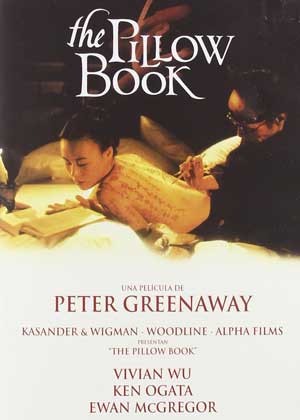 the PILLOW
BOOK
UNA PELÍCULA DE
PETER GREENAWAY
KASANDER & WIGMAN · WOODLINE · ALPHA FILMS
PRESENTAN
"THE PILLOW BOOK"
VIVIAN WU
KEN OGATA
EWAN McGREGOR